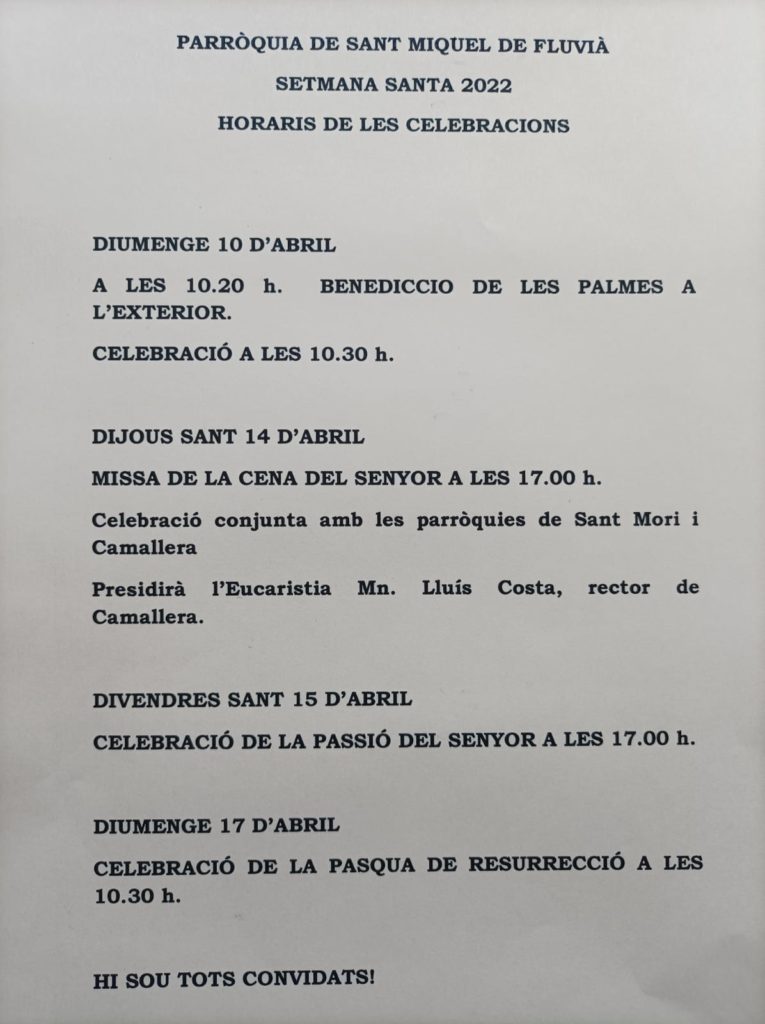 PARRÒQUIA DE SANT MIQUEL DE FLUVIÀ
SETMANA SANTA 2022
HORARIS DE LES CELEBRACIONS
DIUMENGE 10 D'ABRIL
A LES 10.20 h. BENEDICCIO DE LES PALMES A
L'EXTERIOR.
CELEBRACIÓ A LES 10.30 h.
DIJOUS SANT 14 D'ABRIL
MISSA DE LA CENA DEL SENYOR A LES 17.00 h.
Celebració conjunta amb les parròquies de Sant Mori i
Camallera
Presidirà l'Eucaristia Mn. Lluís Costa, rector de
Camallera.
DIVENDRES SANT 15 D'ABRIL
CELEBRACIÓ DE LA PASSIÓ DEL SENYOR A LES 17.00 h.
DIUMENGE 17 D'ABRIL
CELEBRACIÓ DE LA PASQUA DE RESURRECCIÓ A LES
10.30 h.
HI SOU TOTS CONVIDATS!